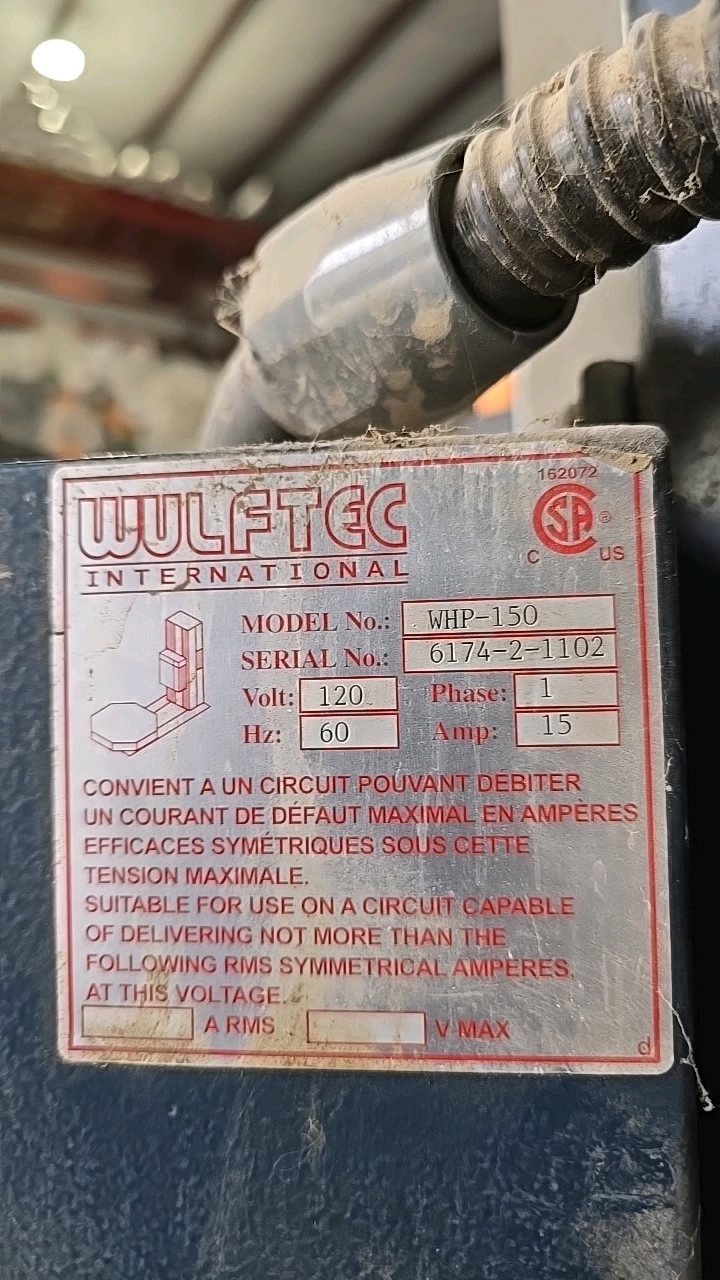 162072
WULFTEC
INTERNATIONAL
SA ®
C US
MODEL No.: WHP-150
SERIAL No.: 6174-2-1102
Volt: 120 Phase: 1
Hz: 60 Amp: 15
CONVIENT A UN CIRCUIT POUVANT DÉBITER
UN COURANT DE DÉFAUT MAXIMAL EN AMPÈRES
EFFICACES SYMÉTRIQUES SOUS CETTE
TENSION MAXIMALE.
SUITABLE FOR USE ON A CIRCUIT CAPABLE
OF DELIVERING NOT MORE THAN THE
FOLLOWING RMS SYMMETRICAL AMPERES,
AT THIS VOLTAGE.
A RMS V MAX
d